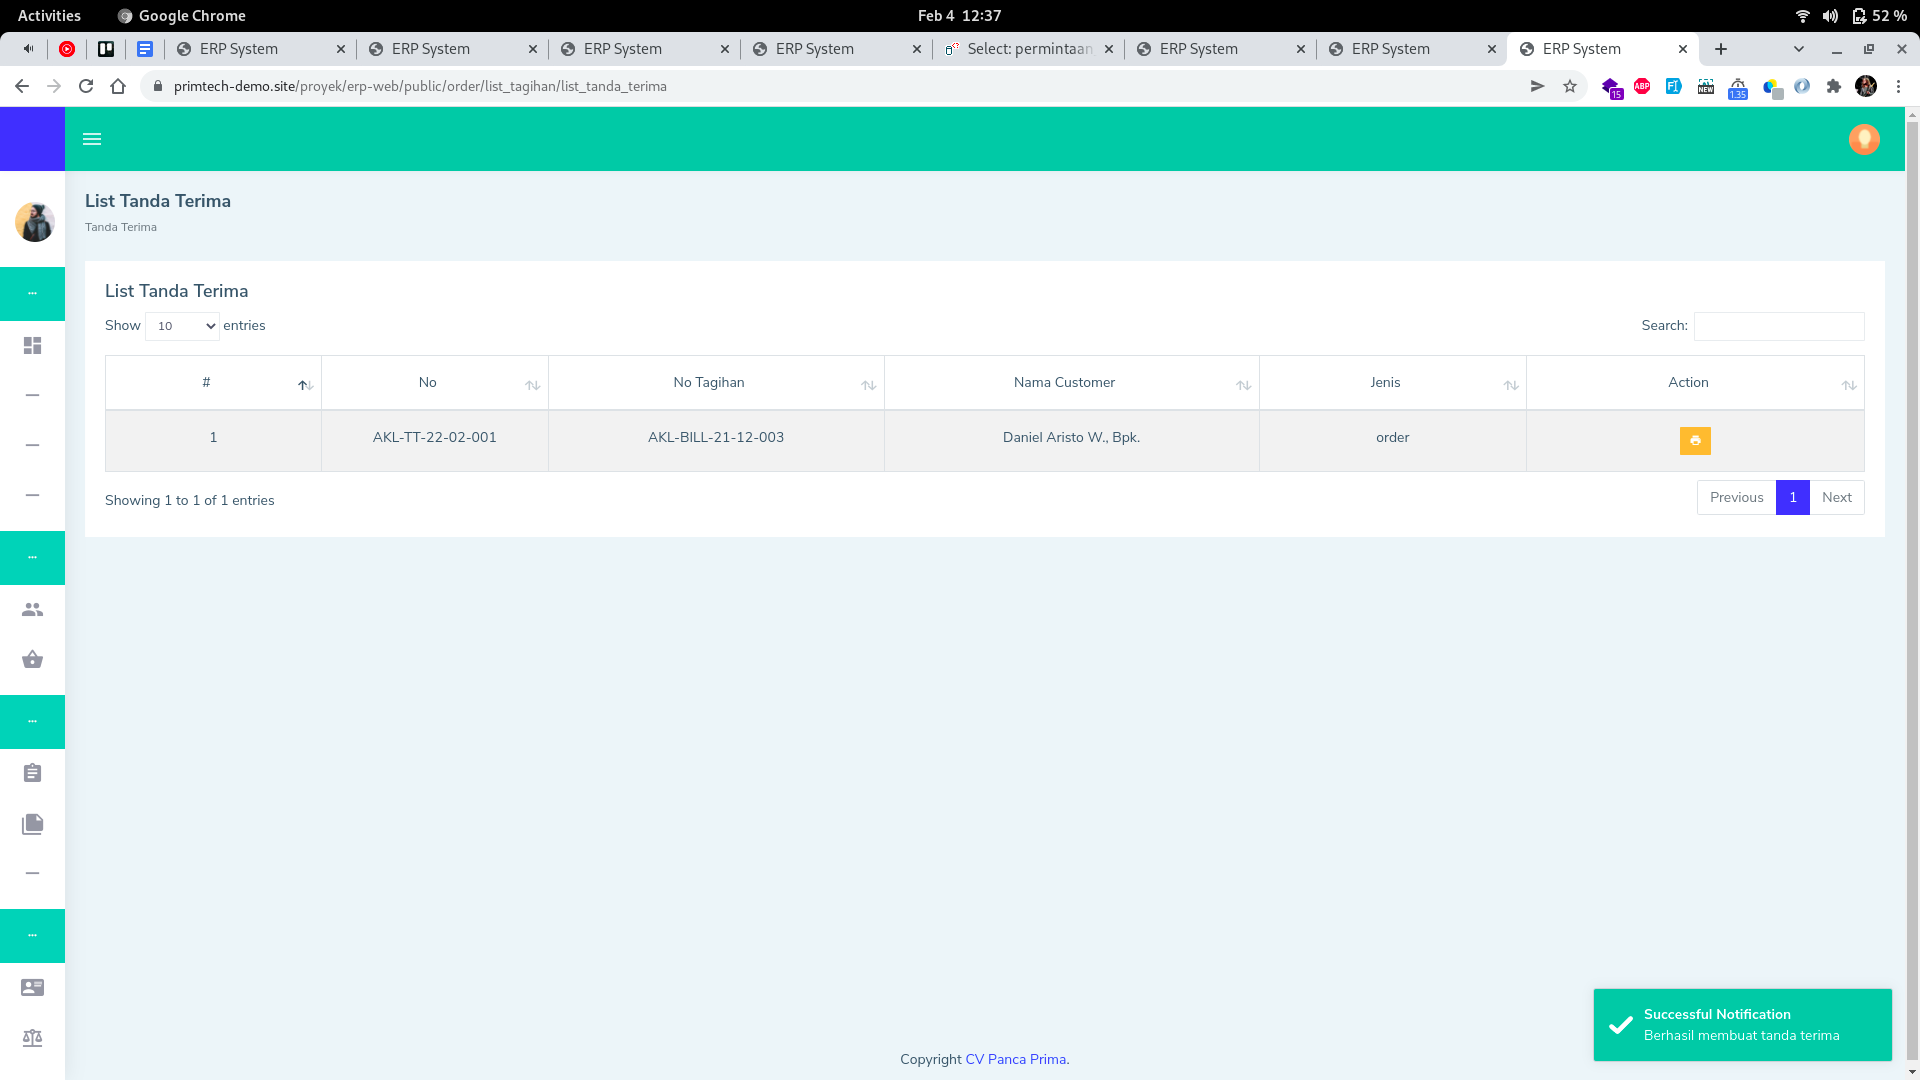 Activities
Google Chrome
Feb 4 12:37
52 %
ERP System
ERP System
ERP System
ERP System
Select: permintaan
ERP System
ERP System
ERP System
primtech-demo.site/proyek/erp-web/public/order/list_tagihan/list_tanda_terima
15
ABP
NEW
1.35
List Tanda Terima
Tanda Terima
List Tanda Terima
Show 10 entries
Search:
# No No Tagihan Nama Customer Jenis Action
1 AKL-TT-22-02-001 AKL-BILL-21-12-003 Daniel Aristo W., Bpk. order
Showing 1 to 1 of 1 entries
Previous 1 Next
Successful Notification
Berhasil membuat tanda terima
Copyright CV Panca Prima.